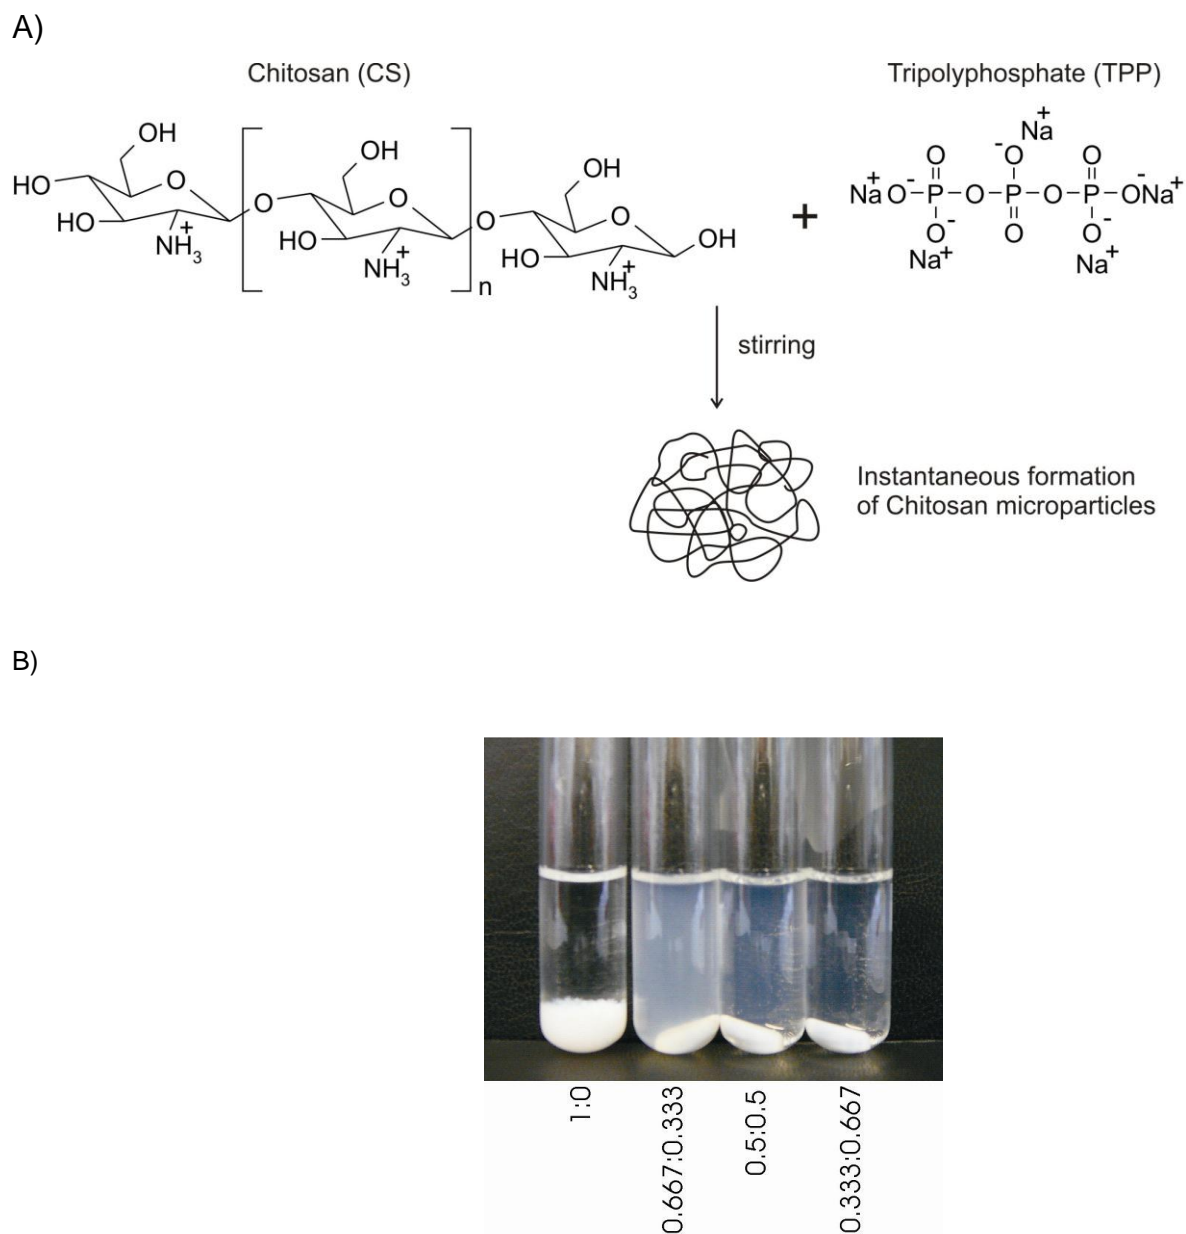 A)
Chitosan (CS)
Tripolyphosphate (TPP)
OH
HO
O
HO
NH3
+
O
OH
O
HO
NH3
+
n
O
OH
O
HO
NH3
+
OH
+
Na+
O
-O
O
Na+ O- P O P O P O- Na+
O-
O
O-
Na+
Na+
stirring
Instantaneous formation
of Chitosan microparticles
B)
1:0
0.667:0.333
0.5:0.5
0.333:0.667